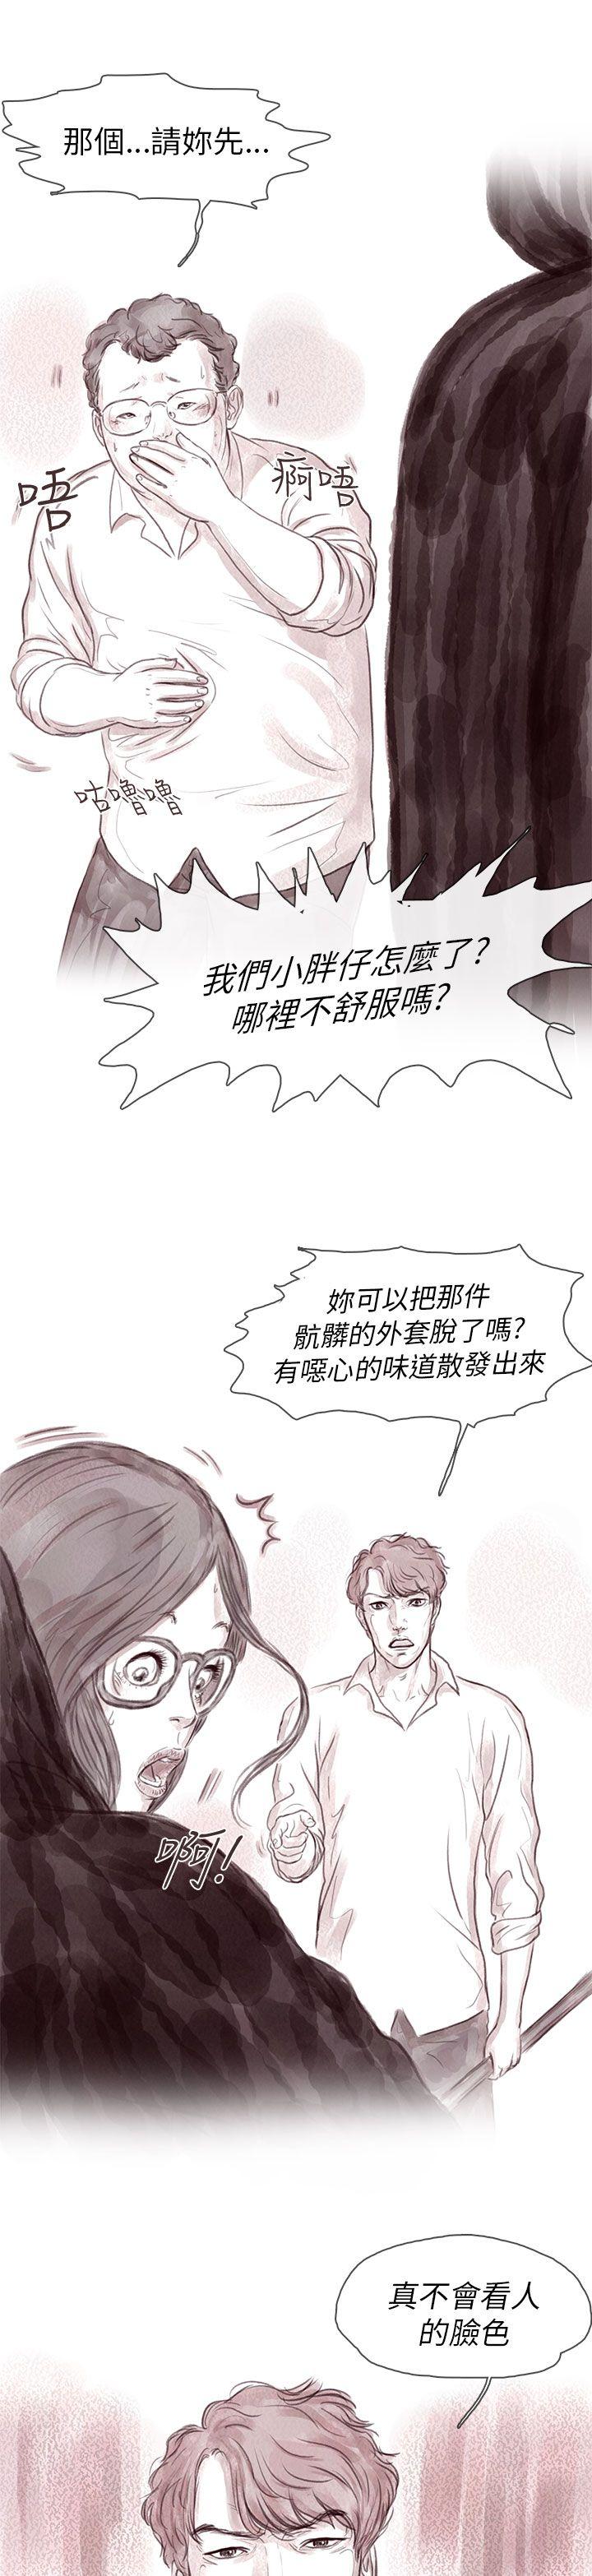 那個...請妳先...
唔
痾唔
咕嚕嚕
我們小胖仔怎麼了?
哪裡不舒服嗎?
妳可以把那件
骯髒的外套脫了嗎?
有噁心的味道散發出來
啊!
真不會看人
的臉色